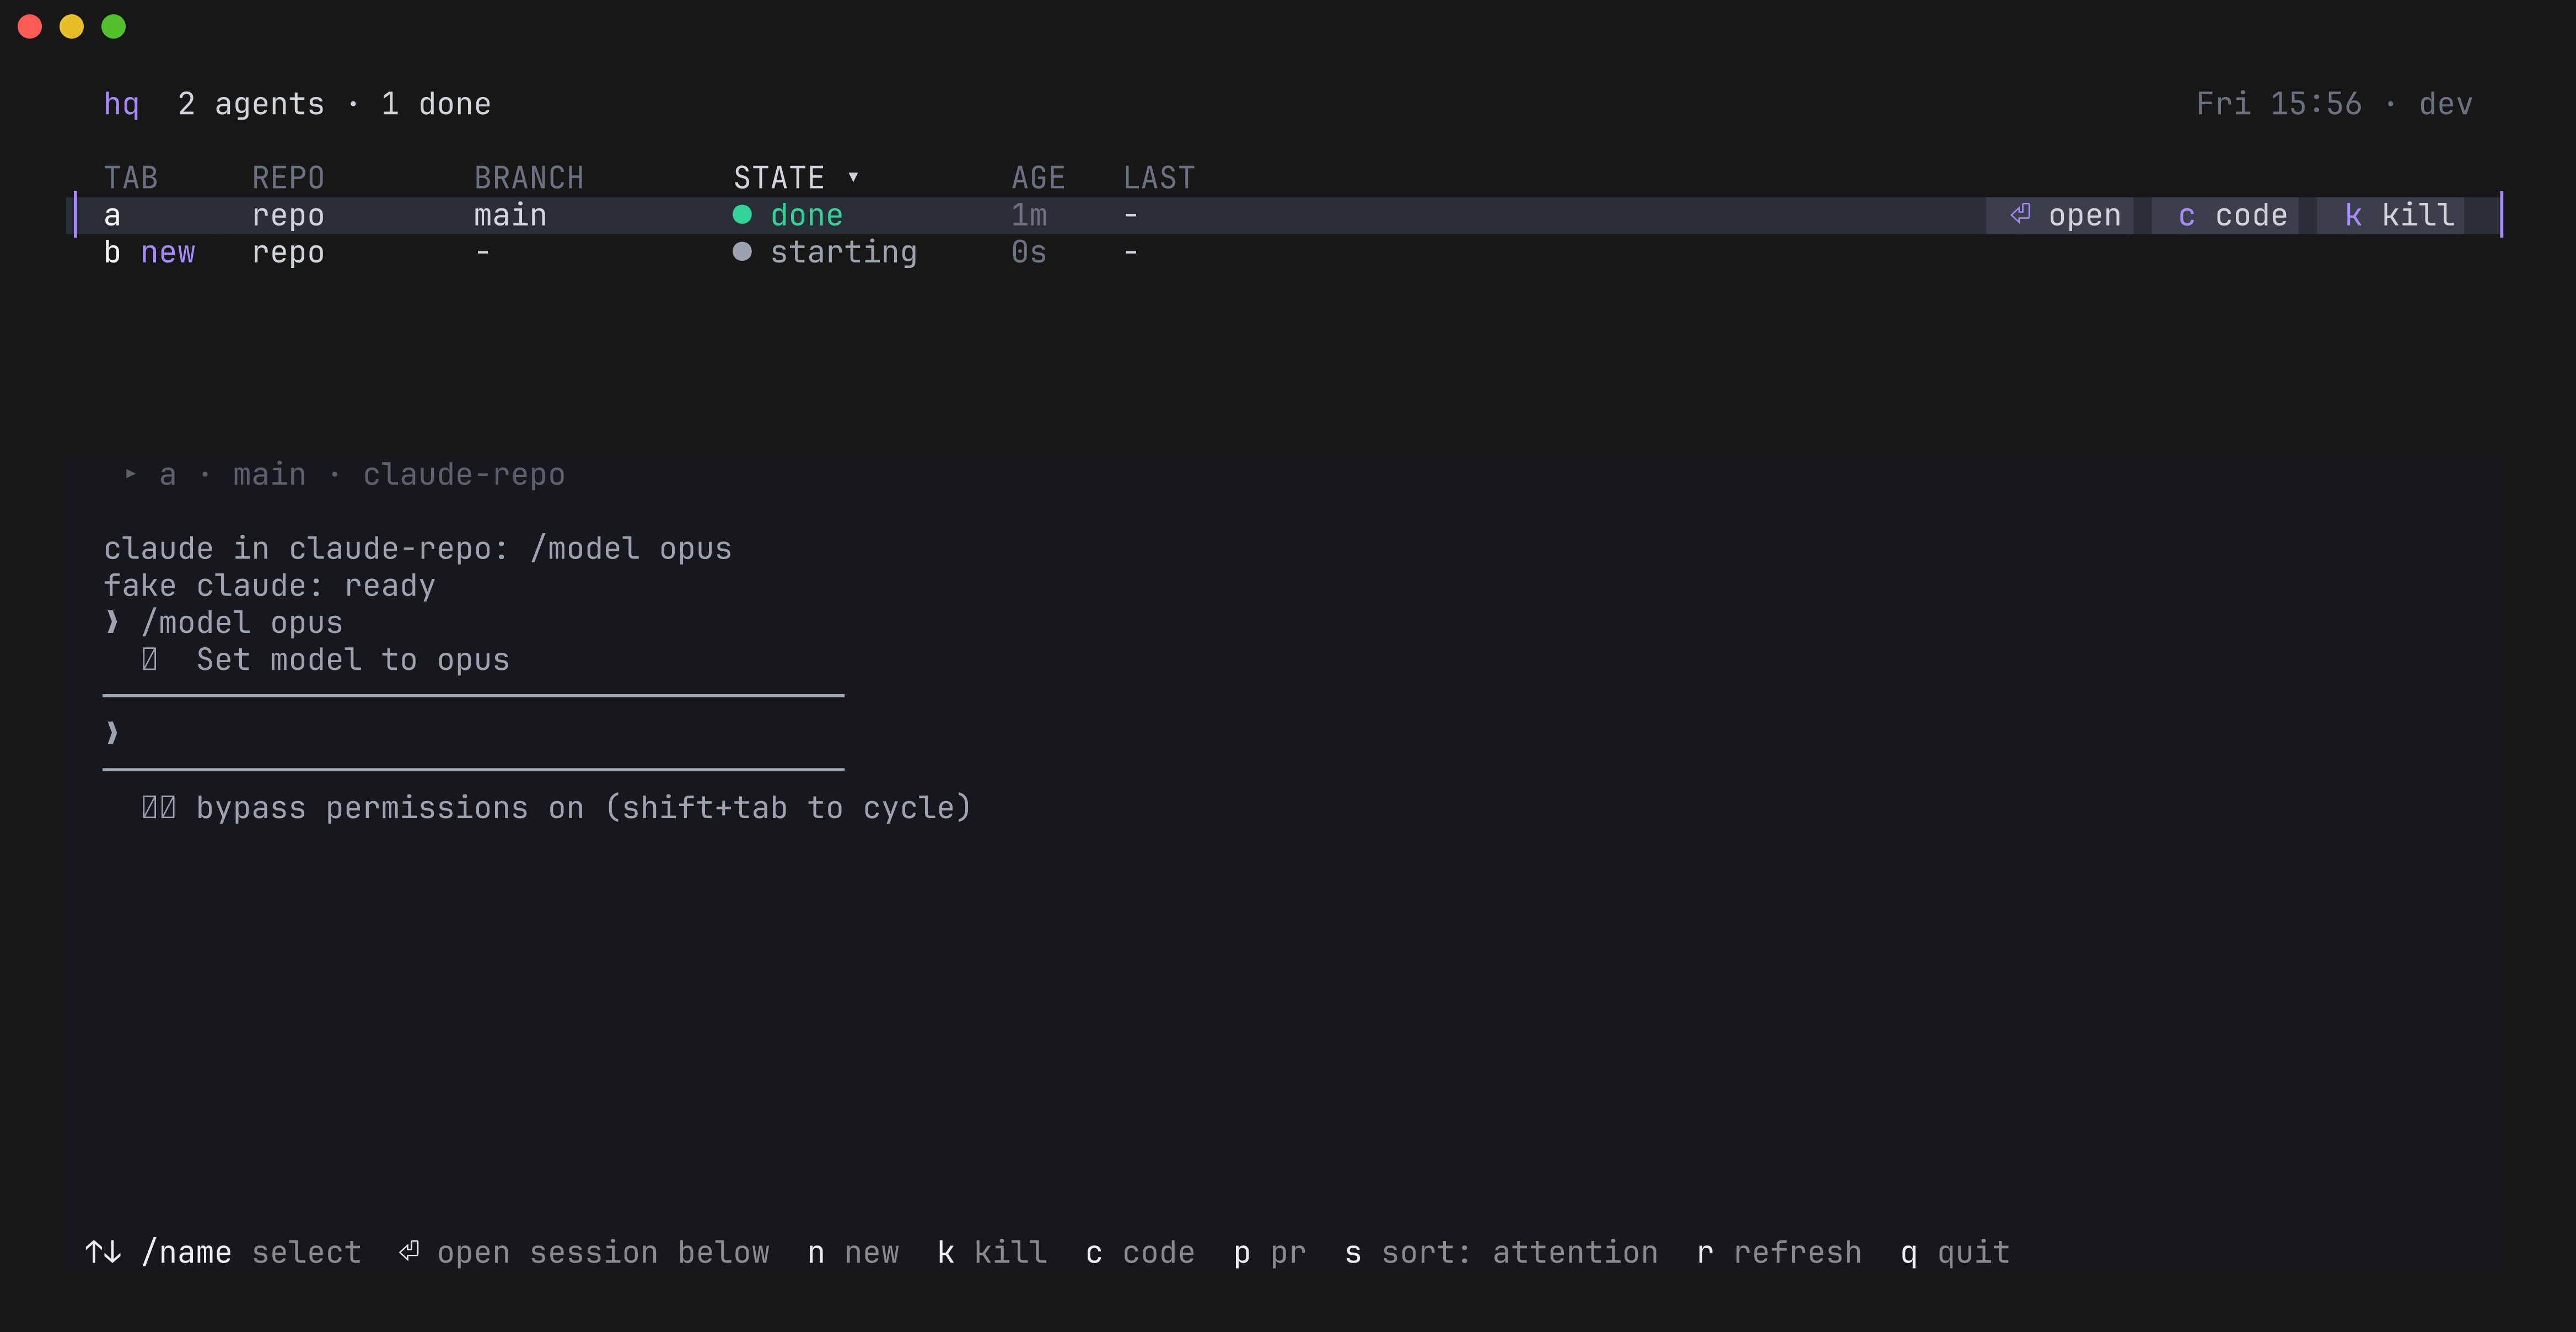 hq  2 agents · 1 done    Fri 15:56 · dev
TAB  REPO  BRANCH  STATE ▾  AGE  LAST
a  repo  main  ● done  1m  -  ⏎ open  c code  k kill
b new  repo  -  ● starting  0s  -
▸ a · main · claude-repo
claude in claude-repo: /model opus
fake claude: ready
❯ /model opus
Set model to opus
❯
bypass permissions on (shift+tab to cycle)
↑↓ /name select  ⏎ open session below  n new  k kill  c code  p pr  s sort: attention  r refresh  q quit